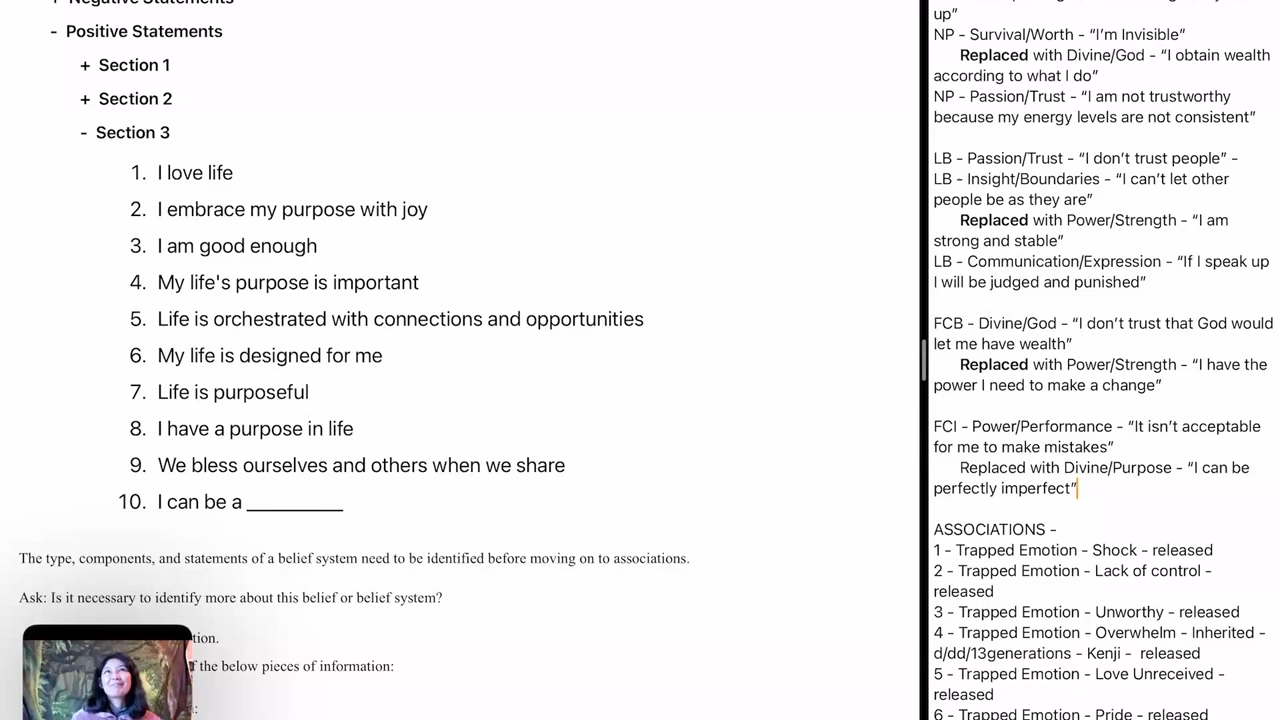 Negative Statements
- Positive Statements
+ Section 1
+ Section 2
- Section 3
1. I love life
2. I embrace my purpose with joy
3. I am good enough
4. My life's purpose is important
5. Life is orchestrated with connections and opportunities
6. My life is designed for me
7. Life is purposeful
8. I have a purpose in life
9. We bless ourselves and others when we share
10. I can be a __________
The type, components, and statements of a belief system need to be identified before moving on to associations.
Ask: Is it necessary to identify more about this belief or belief system?
tion.
f the below pieces of information:
up”
NP - Survival/Worth - “I’m Invisible”
Replaced with Divine/God - “I obtain wealth
according to what I do”
NP - Passion/Trust - “I am not trustworthy
because my energy levels are not consistent”
LB - Passion/Trust - “I don’t trust people” -
LB - Insight/Boundaries - “I can’t let other
people be as they are”
Replaced with Power/Strength - “I am
strong and stable”
LB - Communication/Expression - “If I speak up
I will be judged and punished”
FCB - Divine/God - “I don’t trust that God would
let me have wealth”
Replaced with Power/Strength - “I have the
power I need to make a change”
FCI - Power/Performance - “It isn’t acceptable
for me to make mistakes”
Replaced with Divine/Purpose - “I can be
perfectly imperfect”
ASSOCIATIONS -
1 - Trapped Emotion - Shock - released
2 - Trapped Emotion - Lack of control -
released
3 - Trapped Emotion - Unworthy - released
4 - Trapped Emotion - Overwhelm - Inherited -
d/dd/13generations - Kenji - released
5 - Trapped Emotion - Love Unreceived -
released
6 - Trapped Emotion - Pride - released